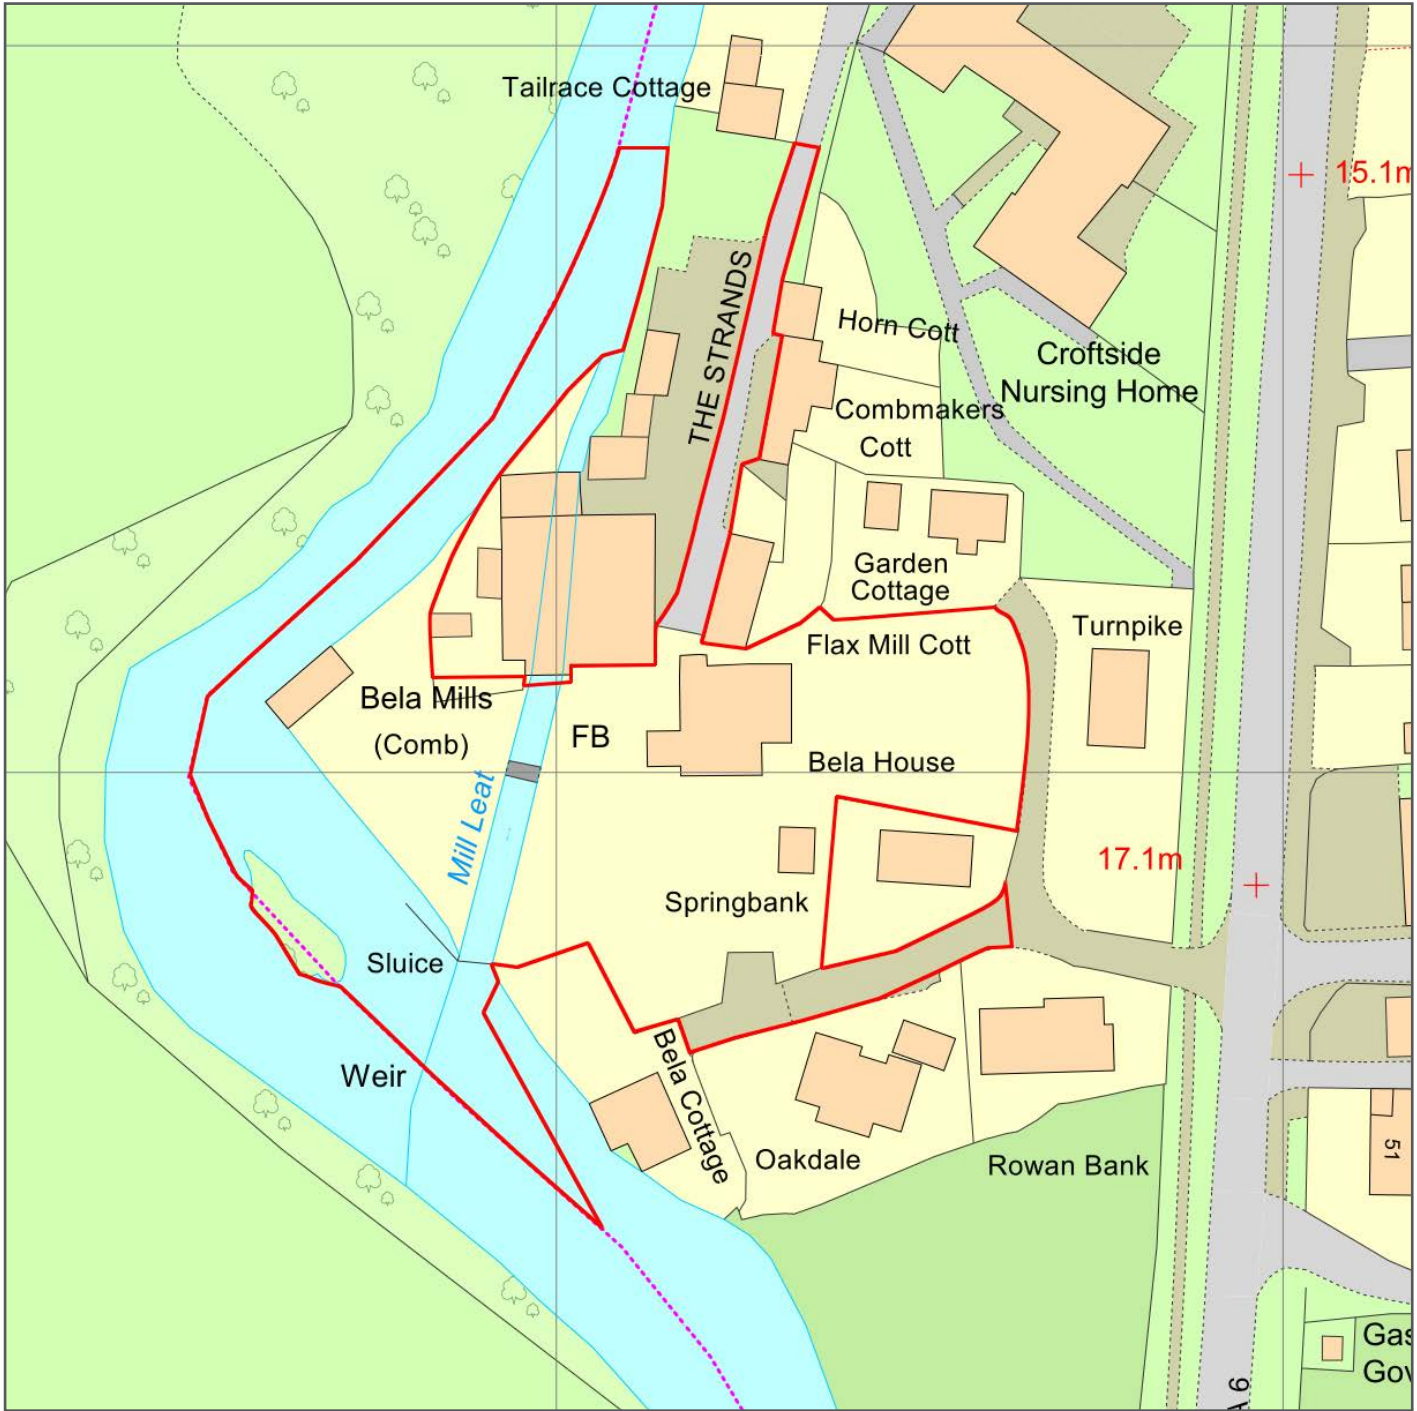 Tailrace Cottage
15.1m
THE STRANDS
Horn Cott
Croftside
Nursing Home
Combmakers
Cott
Garden
Cottage
Turnpike
Flax Mill Cott
Bela Mills
(Comb)
FB
Bela House
Mill Leat
17.1m
Springbank
Sluice
Weir
Bela Cottage
Oakdale
Rowan Bank
51
Gas
Gov
A 6